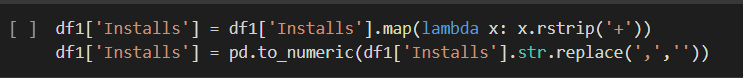 [ ] df1['Installs'] = df1['Installs'].map(lambda x: x.rstrip('+'))
df1['Installs'] = pd.to_numeric(df1['Installs'].str.replace(',',''))